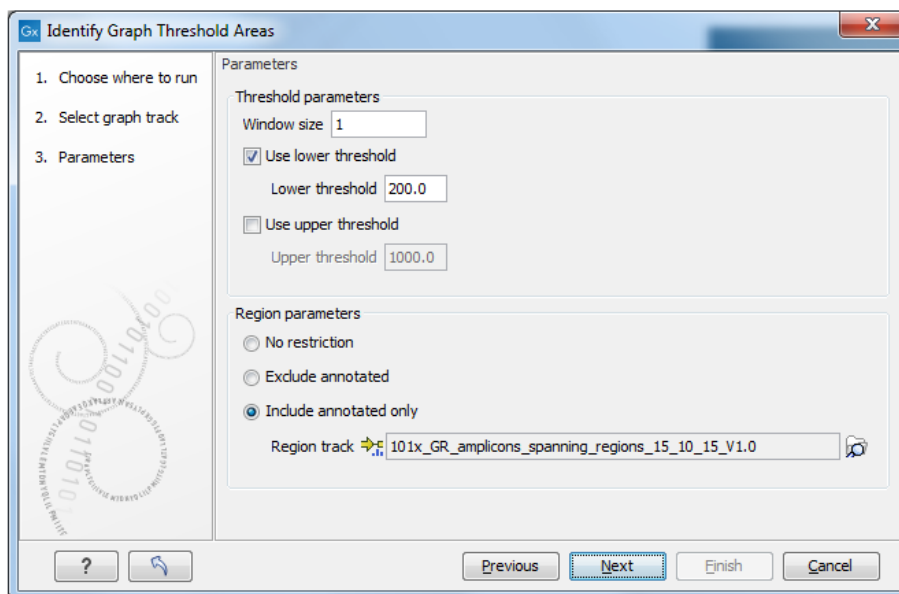 Gx Identify Graph Threshold Areas
1. Choose where to run
2. Select graph track
3. Parameters
Parameters
Threshold parameters
Window size 1
Use lower threshold
Lower threshold 200.0
Use upper threshold
Upper threshold 1000.0
Region parameters
No restriction
Exclude annotated
Include annotated only
Region track 101x_GR_amplicons_spanning_regions_15_10_15_V1.0
? Previous Next Finish Cancel